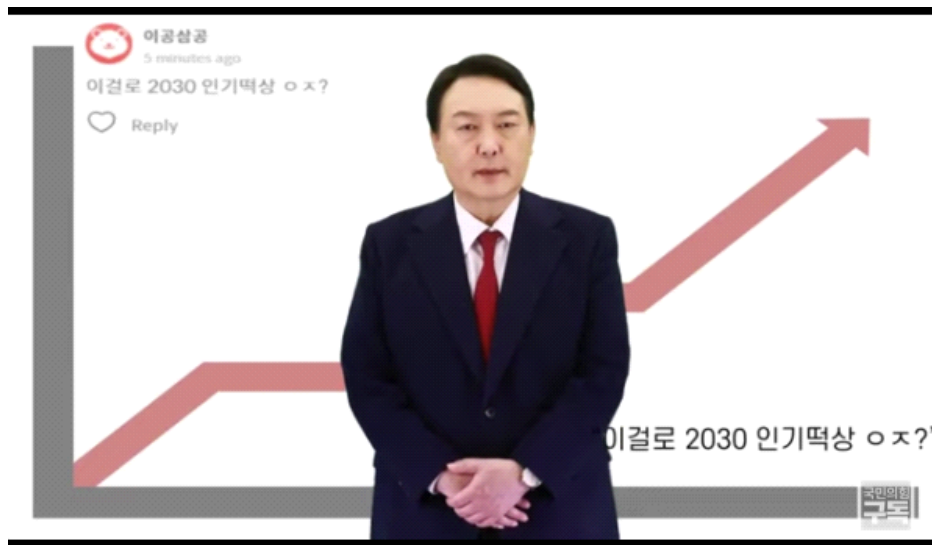 이공삼공
5 minutes ago
이걸로 2030 인기떡상 ㅇㅈ?
Reply
"이걸로 2030 인기떡상 ㅇㅈ?"
국민의힘
구독